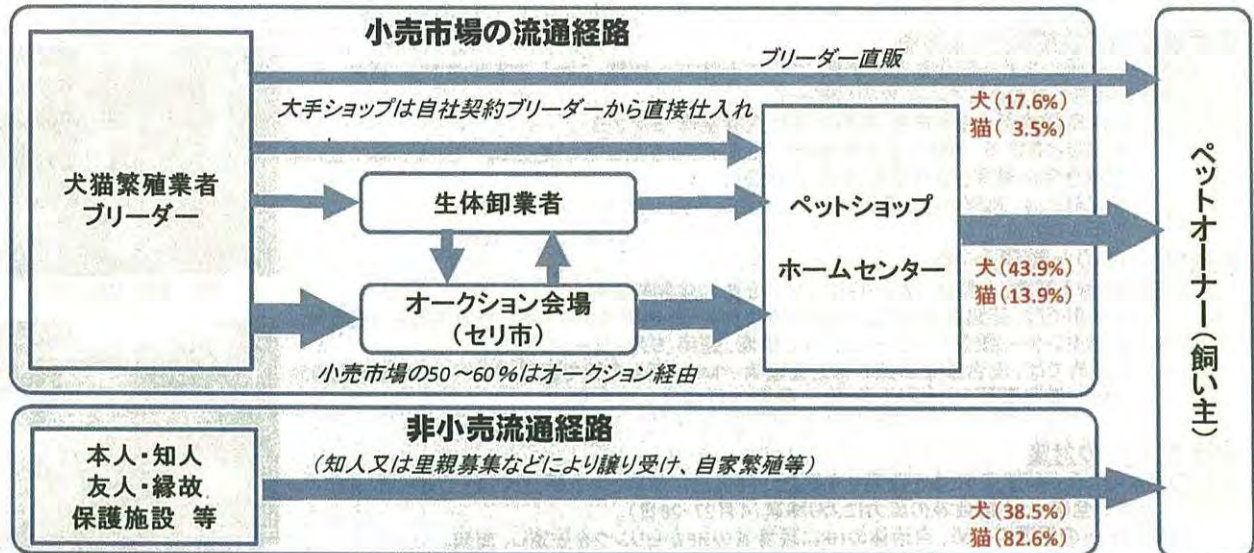 小売市場の流通経路
ブリーダー直販
犬(17.6%)
猫( 3.5%)
大手ショップは自社契約ブリーダーから直接仕入れ
犬猫繁殖業者
ブリーダー
生体卸業者
オークション会場
(セリ市)
小売市場の50~60%はオークション経由
ペットショップ
ホームセンター
犬(43.9%)
猫(13.9%)
ペットオーナー(飼い主)
非小売流通経路
本人・知人
友人・縁故
保護施設 等
(知人又は里親募集などにより譲り受け、自家繁殖等)
犬(38.5%)
猫(82.6%)